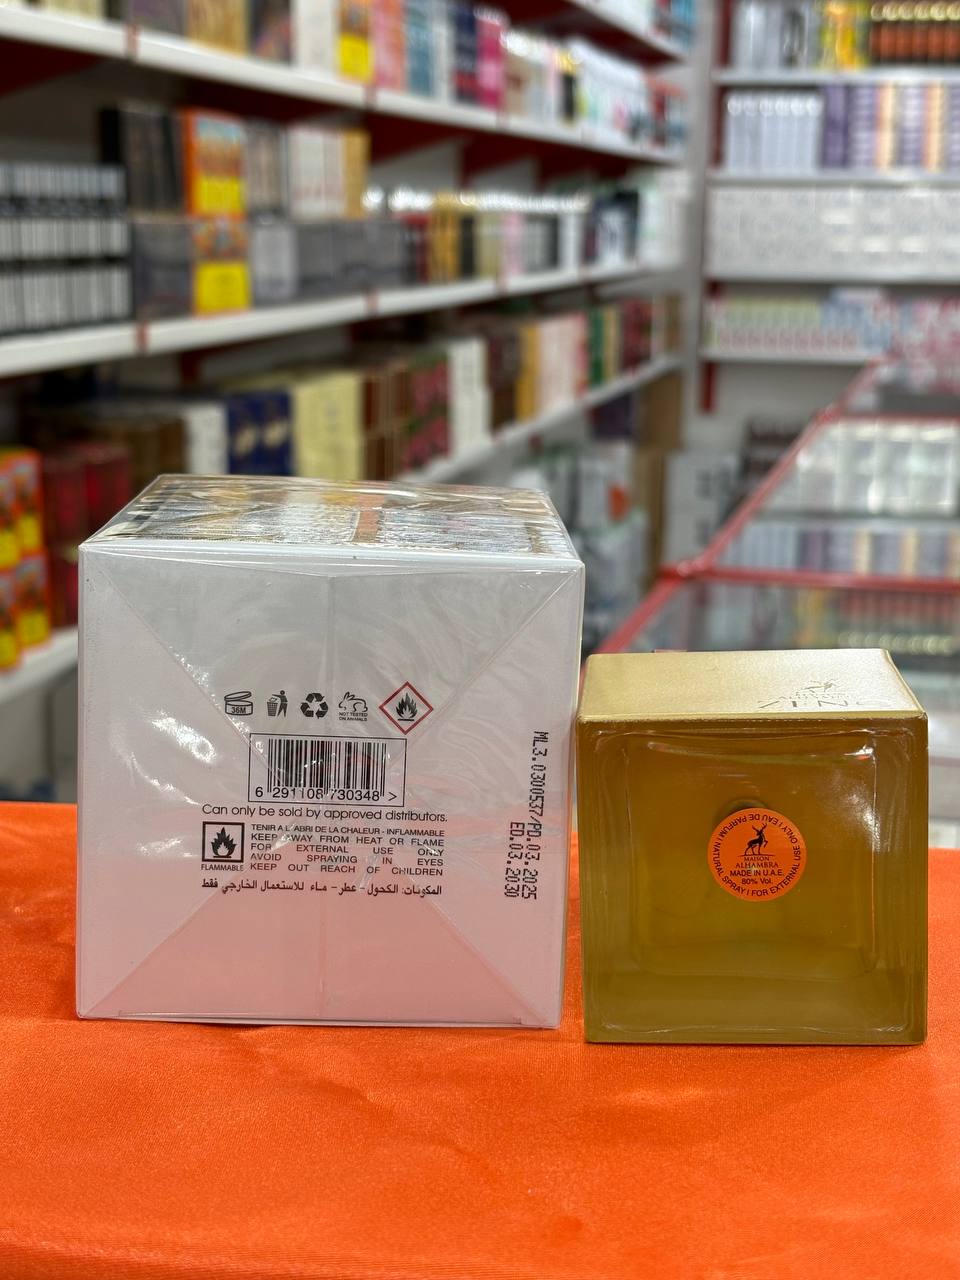 36M
NOT TESTED
ON ANIMALS
6 291108 730348 >
Can only be sold by approved distributors.
TENIR A L'ABRI DE LA CHALEUR - INFLAMMABLE
KEEP AWAY FROM HEAT OR FLAME
FOR EXTERNAL USE ONLY
AVOID SPRAYING IN EYES
KEEP OUT REACH OF CHILDREN
FLAMMABLE
المكونات: الكحول – عطر – ماء للاستعمال الخارجي فقط
ML3.0300537/PD.03.2025
ED.03.2030
EAU DE PARFUM | NATURAL SPRAY | FOR EXTERNAL USE ONLY |
MAISON
ALHAMBRA
MADE IN U.A.E.
80% Vol.